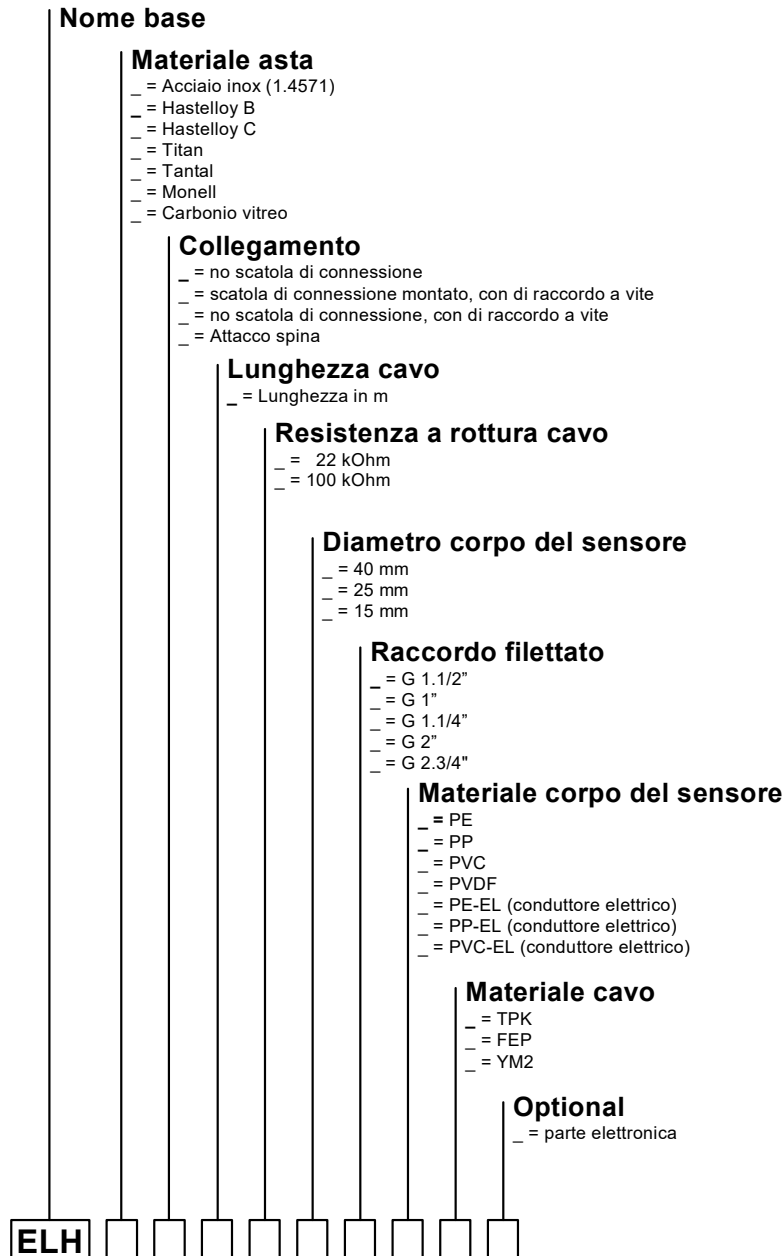 Nome base
Materiale asta
_ = Acciaio inox (1.4571)
_ = Hastelloy B
_ = Hastelloy C
_ = Titan
_ = Tantal
_ = Monell
_ = Carbonio vitreo
Collegamento
_ = no scatola di connessione
_ = scatola di connessione montato, con di raccordo a vite
_ = no scatola di connessione, con di raccordo a vite
_ = Attacco spina
Lunghezza cavo
_ = Lunghezza in m
Resistenza a rottura cavo
_ = 22 kOhm
_ = 100 kOhm
Diametro corpo del sensore
_ = 40 mm
_ = 25 mm
_ = 15 mm
Raccordo filettato
_ = G 1.1/2”
_ = G 1”
_ = G 1.1/4”
_ = G 2”
_ = G 2.3/4"
Materiale corpo del sensore
_ = PE
_ = PP
_ = PVC
_ = PVDF
_ = PE-EL (conduttore elettrico)
_ = PP-EL (conduttore elettrico)
_ = PVC-EL (conduttore elettrico)
Materiale cavo
_ = TPK
_ = FEP
_ = YM2
Optional
_ = parte elettronica
ELH